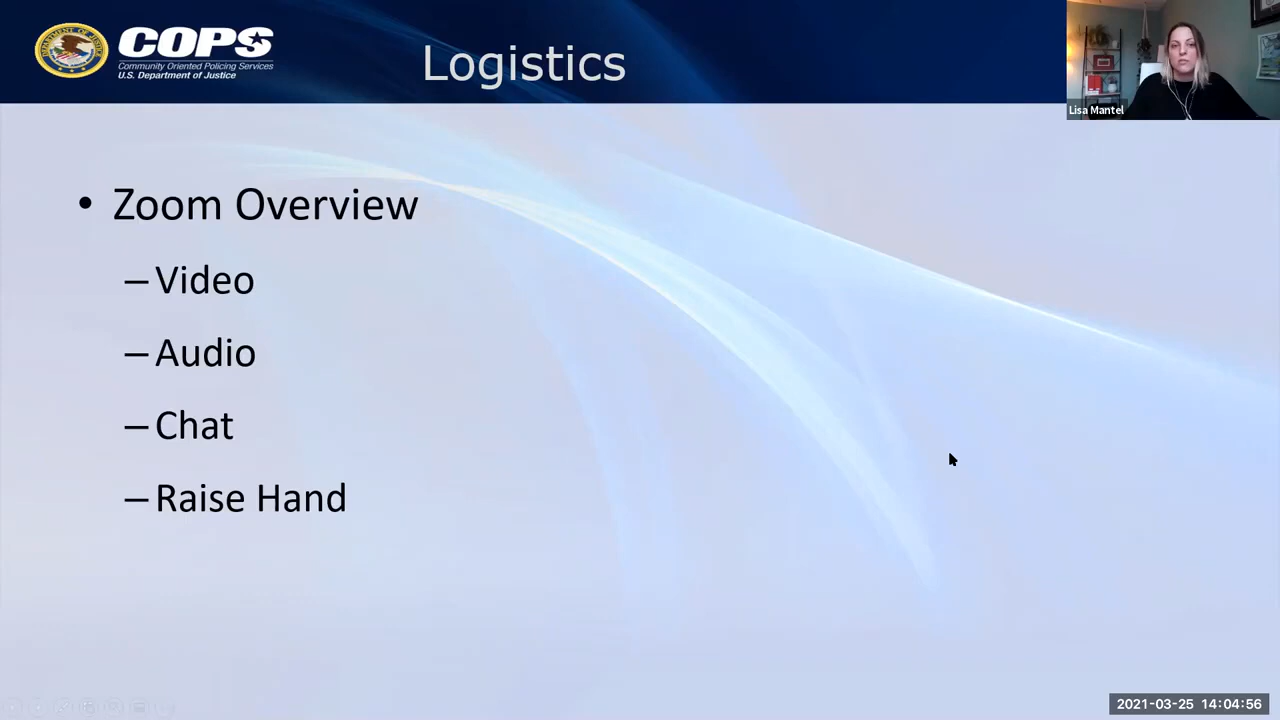 COPS
Community Oriented Policing Services
U.S. Department of Justice
Logistics
Lisa Mantel
• Zoom Overview
– Video
– Audio
– Chat
– Raise Hand
2021-03-25 14:04:56